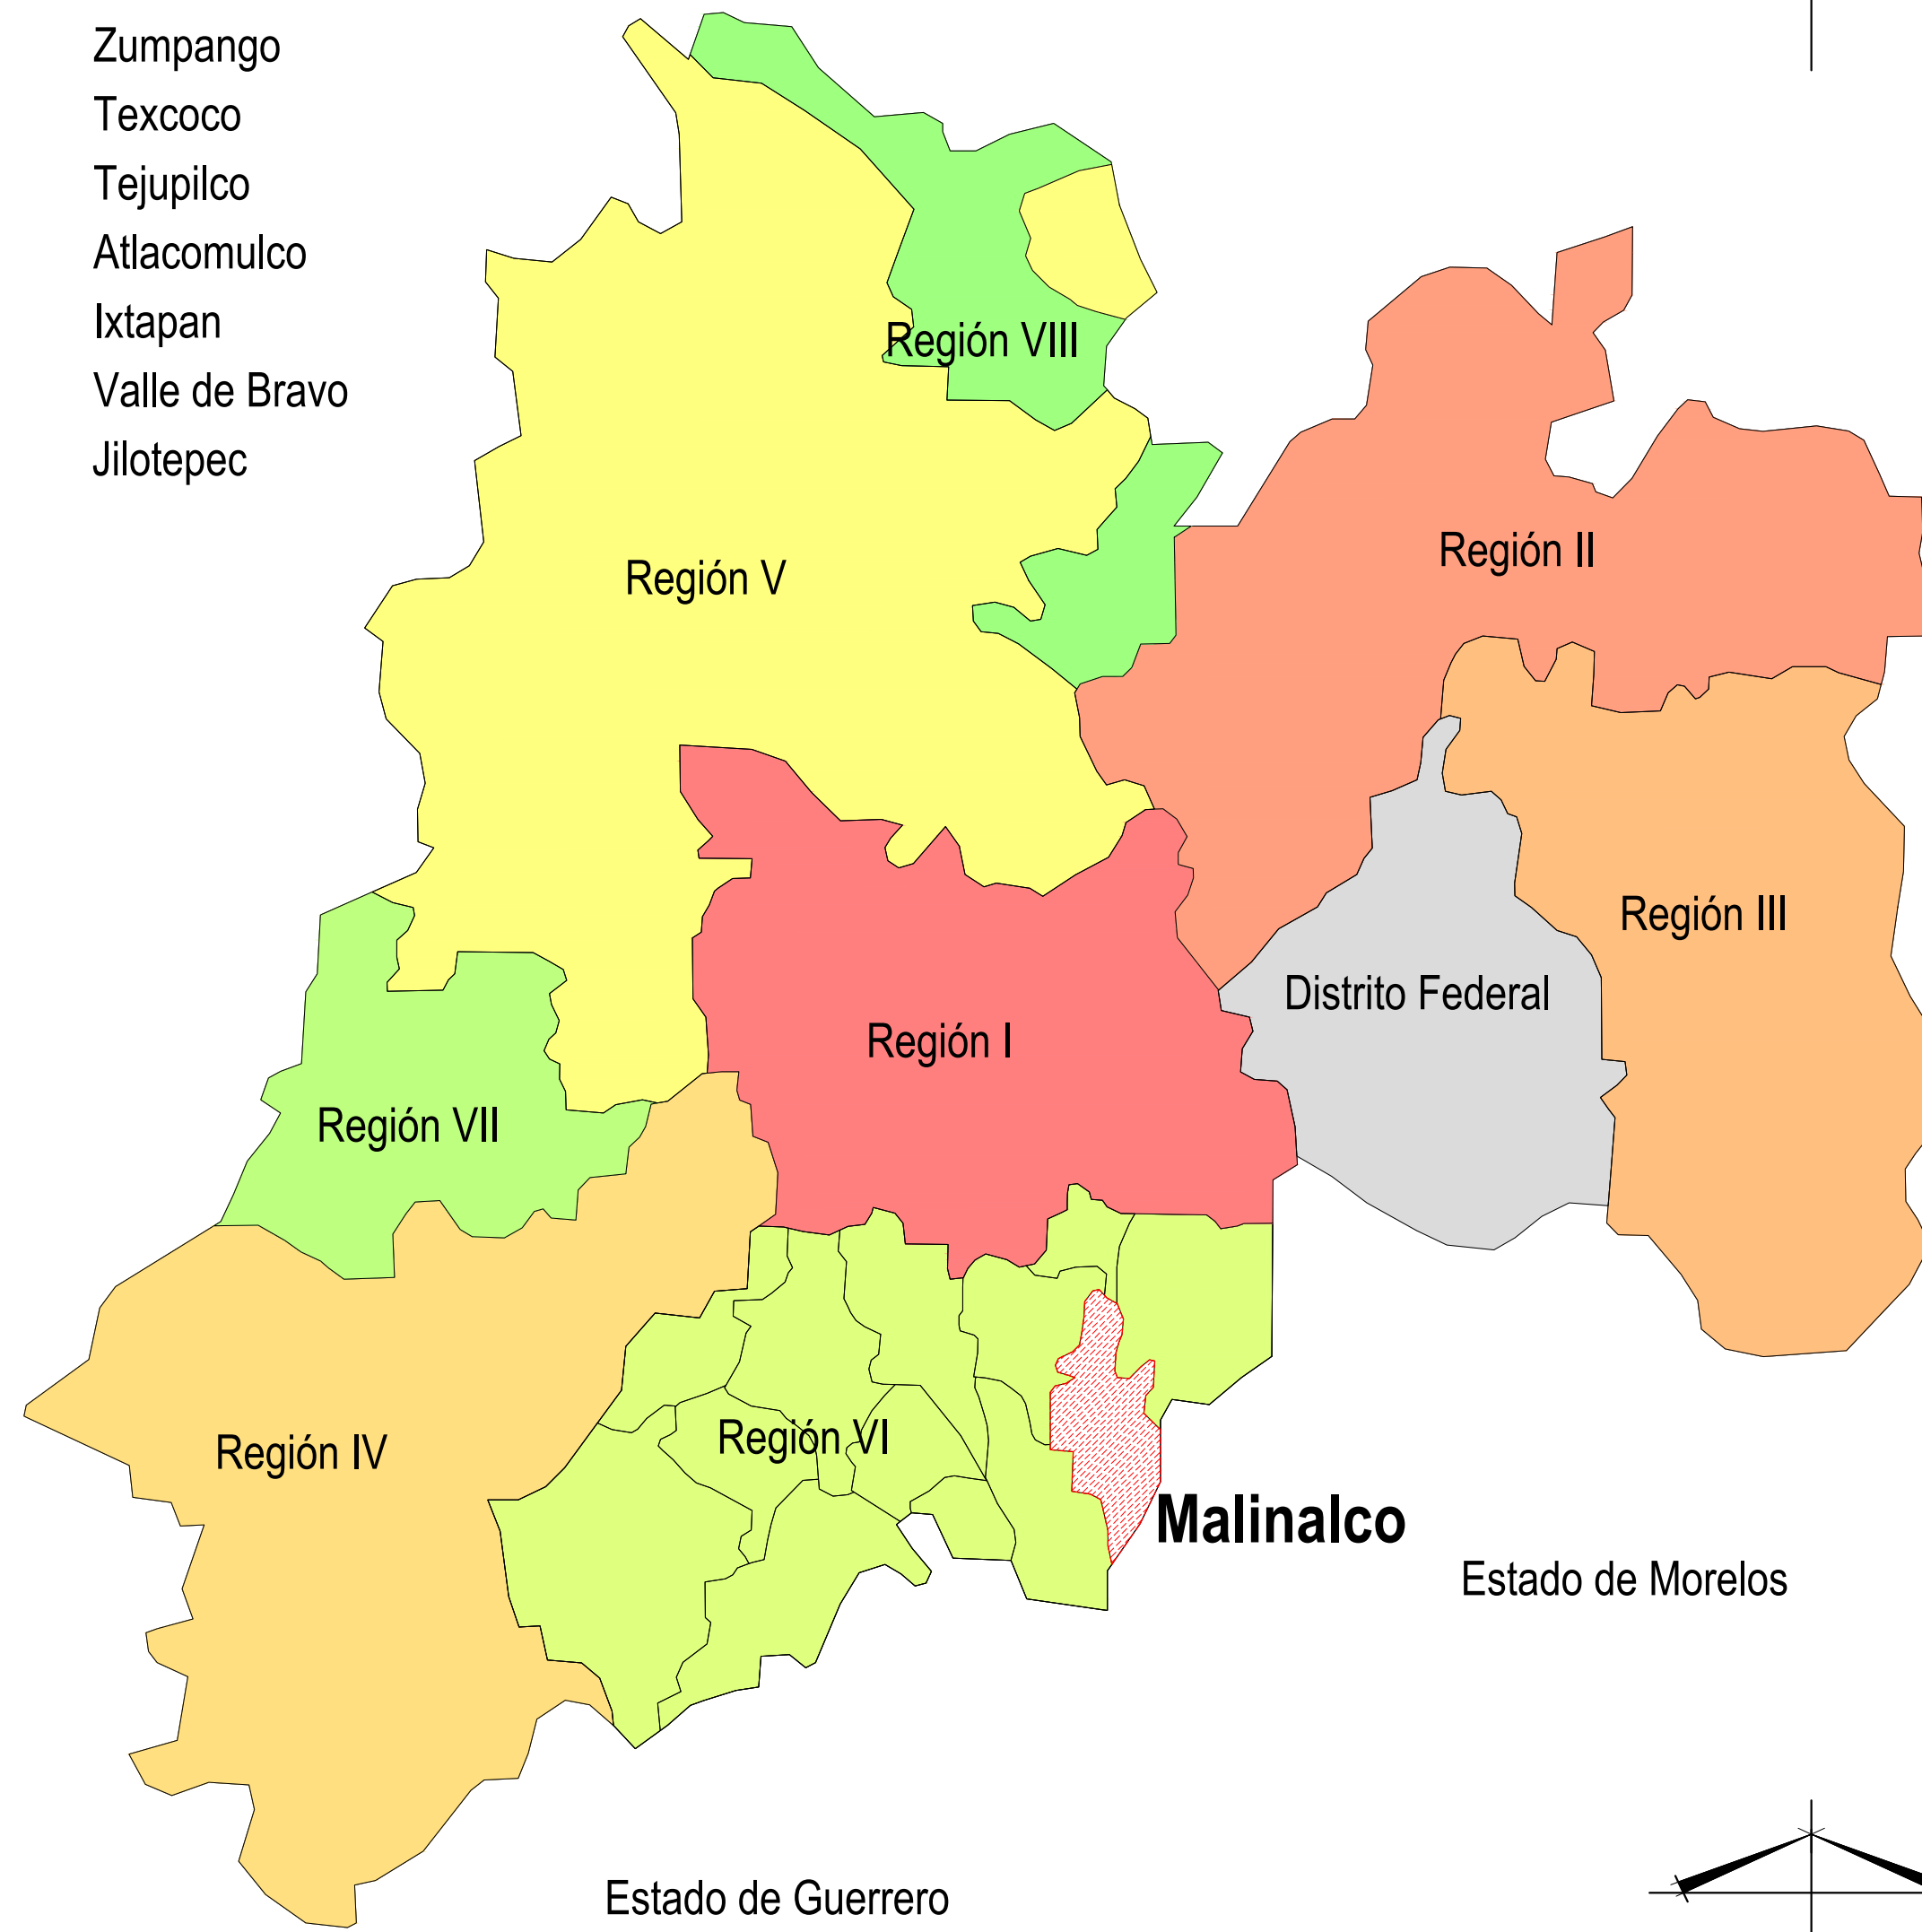 Zumpango
Texcoco
Tejupilco
Atlacomulco
Ixtapan
Valle de Bravo
Jilotepec
Región VIII
Región II
Región V
Región III
Distrito Federal
Región I
Región VII
Región VI
Región IV
Malinalco
Estado de Morelos
Estado de Guerrero